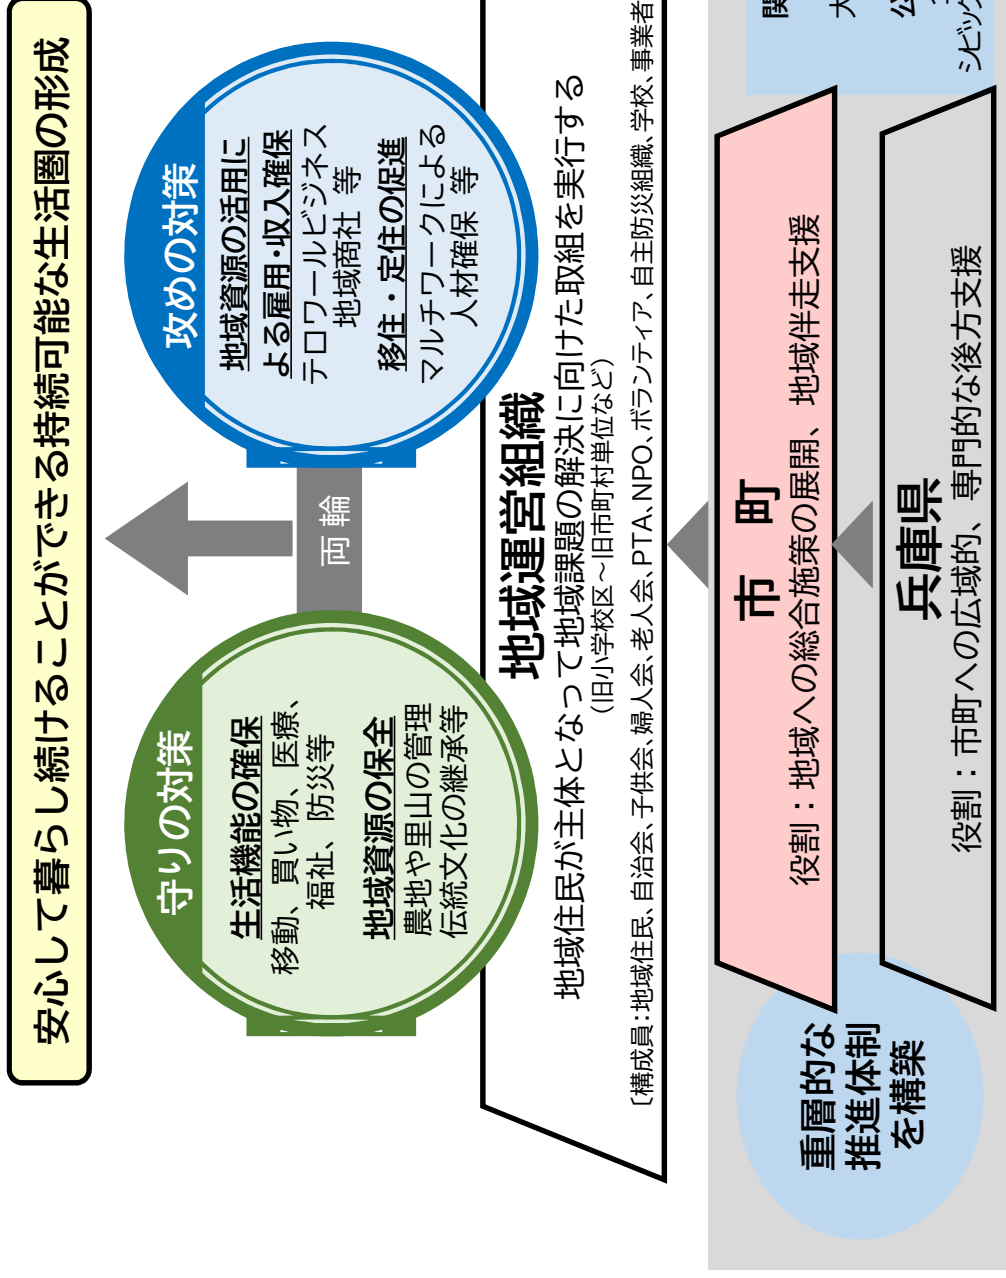 安心して暮らし続けることができる持続可能な生活圏の形成
守りの対策
生活機能の確保
移動、買い物、医療、
福祉、防災等
地域資源の保全
農地や里山の管理
伝統文化の継承等
両輪
攻めの対策
地域資源の活用に
よる雇用・収入確保
テロワールビジネス
地域商社 等
移住・定住の促進
マルチワークによる
人材確保 等
地域運営組織
地域住民が主体となって地域課題の解決に向けた取組を実行する
(旧小学校区～旧市町村単位など)
〔構成員:地域住民、自治会、子供会、婦人会、老人会、PTA、NPO、ボランティア、自主防災組織、学校、事業者
市 町
役割：地域への総合施策の展開、 地域伴走支援
兵庫県
役割：市町への広域的、専門的な後方支援
重層的な
推進体制
を構築
関
大
公
シビック